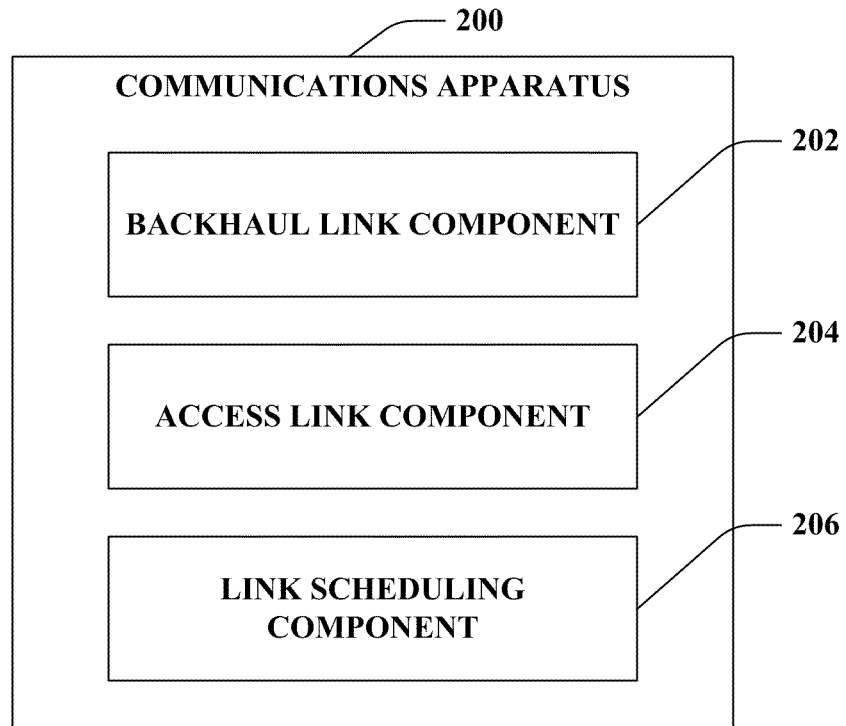 200
COMMUNICATIONS APPARATUS
202
BACKHAUL LINK COMPONENT
204
ACCESS LINK COMPONENT
206
LINK SCHEDULING
COMPONENT